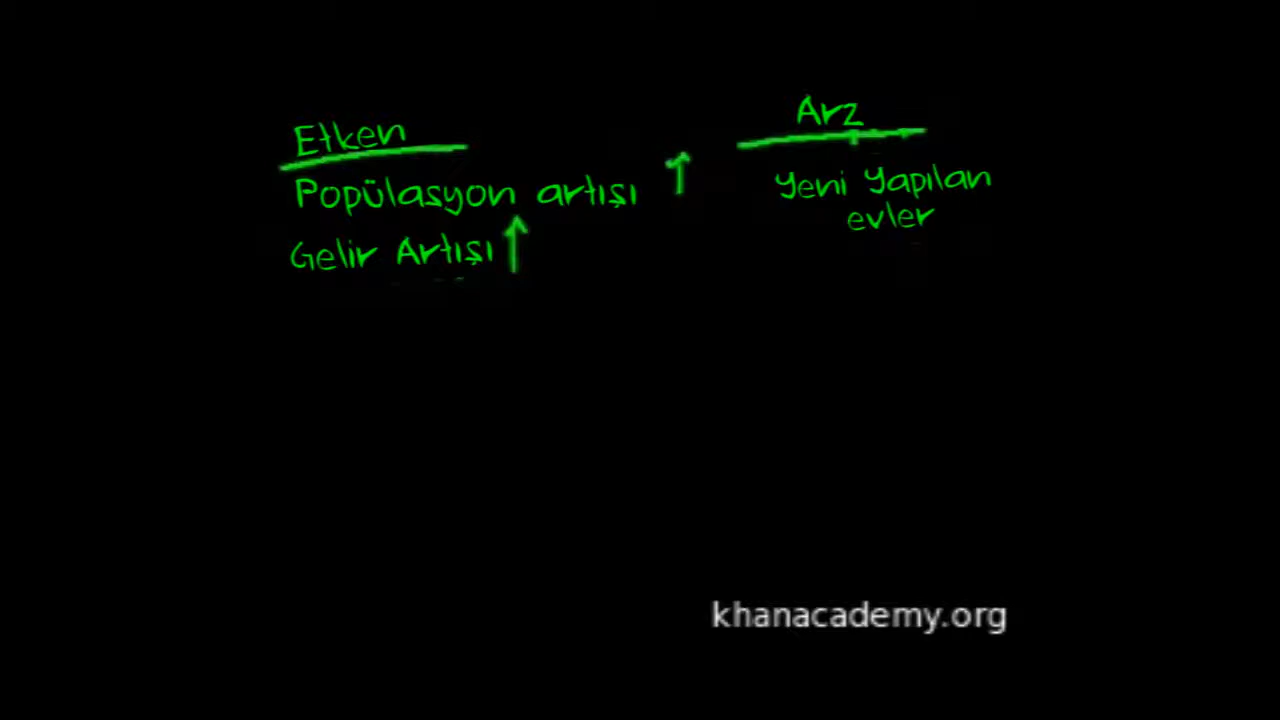 Etken
Popülasyon artışı ↑
Gelir Artışı ↑
Arz
Yeni Yapılan
evler
khanacademy.org